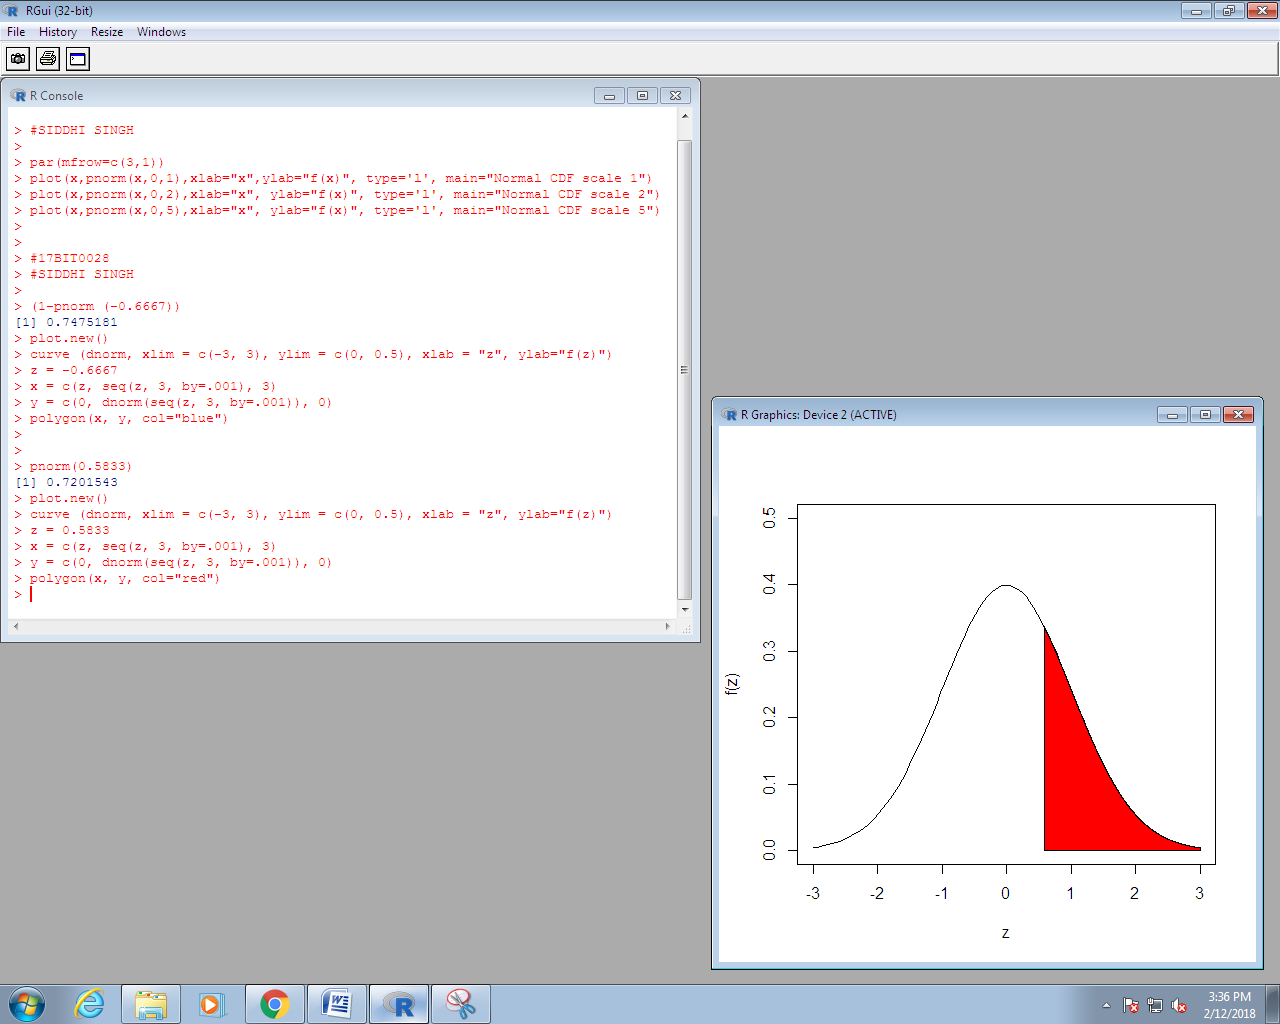 RGui (32-bit)
File History Resize Windows
R Console
> #SIDDHI SINGH
>
> par(mfrow=c(3,1))
> plot(x,pnorm(x,0,1),xlab="x",ylab="f(x)", type='l', main="Normal CDF scale 1")
> plot(x,pnorm(x,0,2),xlab="x", ylab="f(x)", type='l', main="Normal CDF scale 2")
> plot(x,pnorm(x,0,5),xlab="x", ylab="f(x)", type='l', main="Normal CDF scale 5")
>
>
> #17BIT0028
> #SIDDHI SINGH
>
> (1-pnorm (-0.6667))
[1] 0.7475181
> plot.new()
> curve (dnorm, xlim = c(-3, 3), ylim = c(0, 0.5), xlab = "z", ylab="f(z)")
> z = -0.6667
> x = c(z, seq(z, 3, by=.001), 3)
> y = c(0, dnorm(seq(z, 3, by=.001)), 0)
> polygon(x, y, col="blue")
>
>
> pnorm(0.5833)
[1] 0.7201543
> plot.new()
> curve (dnorm, xlim = c(-3, 3), ylim = c(0, 0.5), xlab = "z", ylab="f(z)")
> z = 0.5833
> x = c(z, seq(z, 3, by=.001), 3)
> y = c(0, dnorm(seq(z, 3, by=.001)), 0)
> polygon(x, y, col="red")
>
R Graphics: Device 2 (ACTIVE)
0.5
0.4
0.3
0.2
0.1
0.0
f(z)
-3 -2 -1 0 1 2 3
z
3:36 PM
2/12/2018